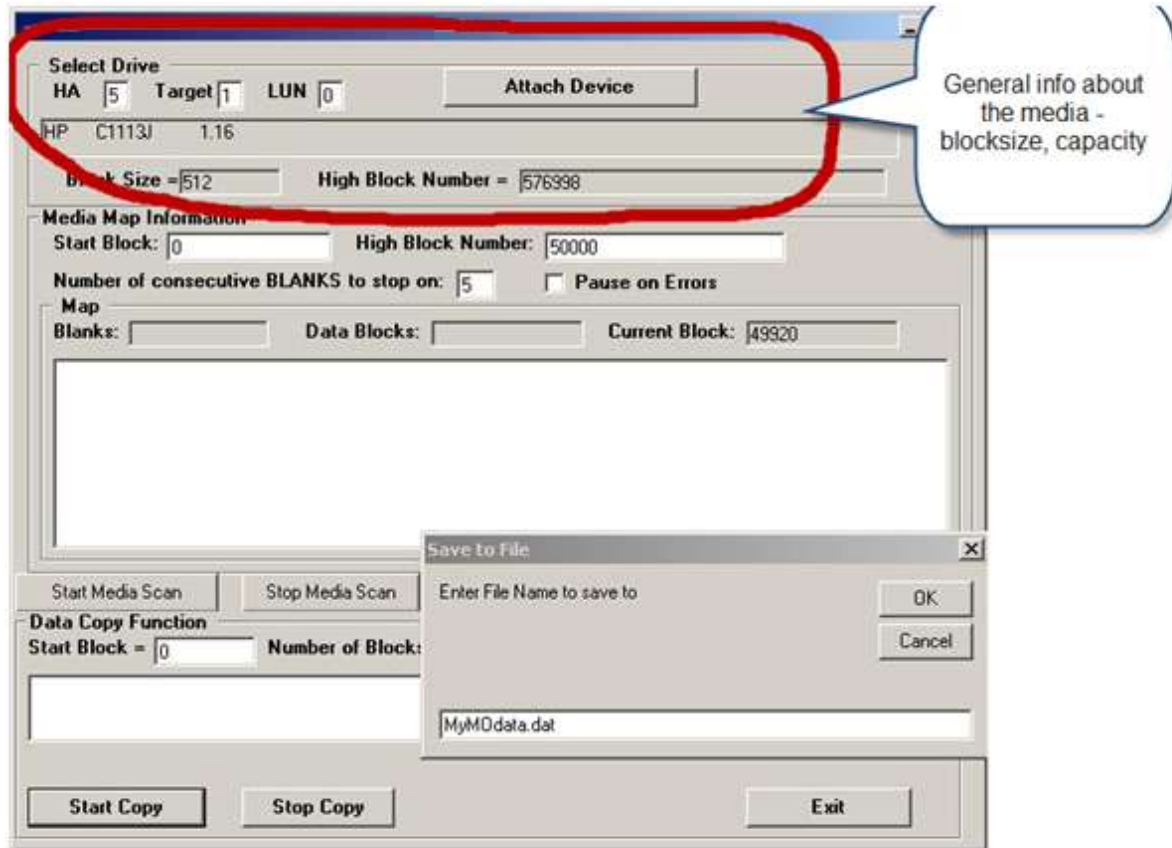 Select Drive
HA 5 Target 1 LUN 0 Attach Device
HP C1113J 1.16
Block Size = 512 High Block Number = 576998
General info about
the media -
blocksize, capacity
Media Map Information
Start Block: 0 High Block Number: 50000
Number of consecutive BLANKS to stop on: 5 Pause on Errors
Map
Blanks: Data Blocks: Current Block: 49920
Start Media Scan Stop Media Scan
Data Copy Function
Start Block = 0 Number of Blocks
Save to File
Enter File Name to save to
OK
Cancel
MyMOdata.dat
Start Copy Stop Copy Exit